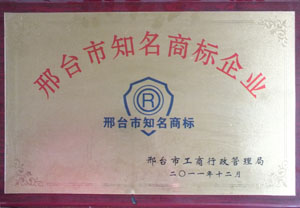 邢台市知名商标企业
R
邢台市知名商标
邢台市工商行政管理局
二〇一一年十二月